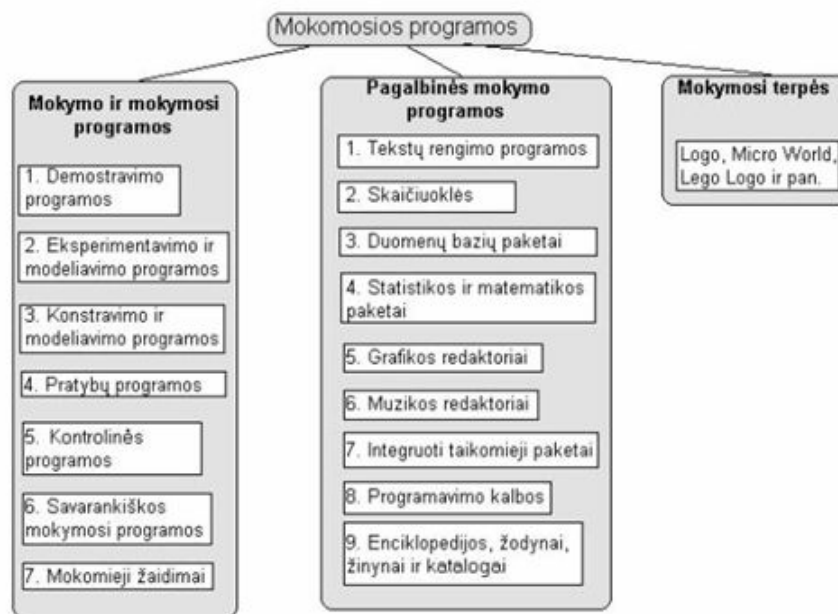 Mokomosios programos
Mokymo ir mokymosi
programos
1. Demostravimo
programos
2. Eksperimentavimo ir
modeliavimo programos
3. Konstravimo ir
modeliavimo programos
4. Pratybų programos
5. Kontrolinės
programos
6. Savarankiškos
mokymosi programos
7. Mokomieji žaidimai
Pagalbinės mokymo
programos
1. Tekstų rengimo programos
2. Skaičiuoklės
3. Duomenų bazių paketai
4. Statistikos ir matematikos
paketai
5. Grafikos redaktoriai
6. Muzikos redaktoriai
7. Integruoti taikomieji paketai
8. Programavimo kalbos
9. Enciklopedijos, žodynai,
žinynai ir katalogai
Mokymosi terpės
Logo, Micro World,
Lego Logo ir pan.